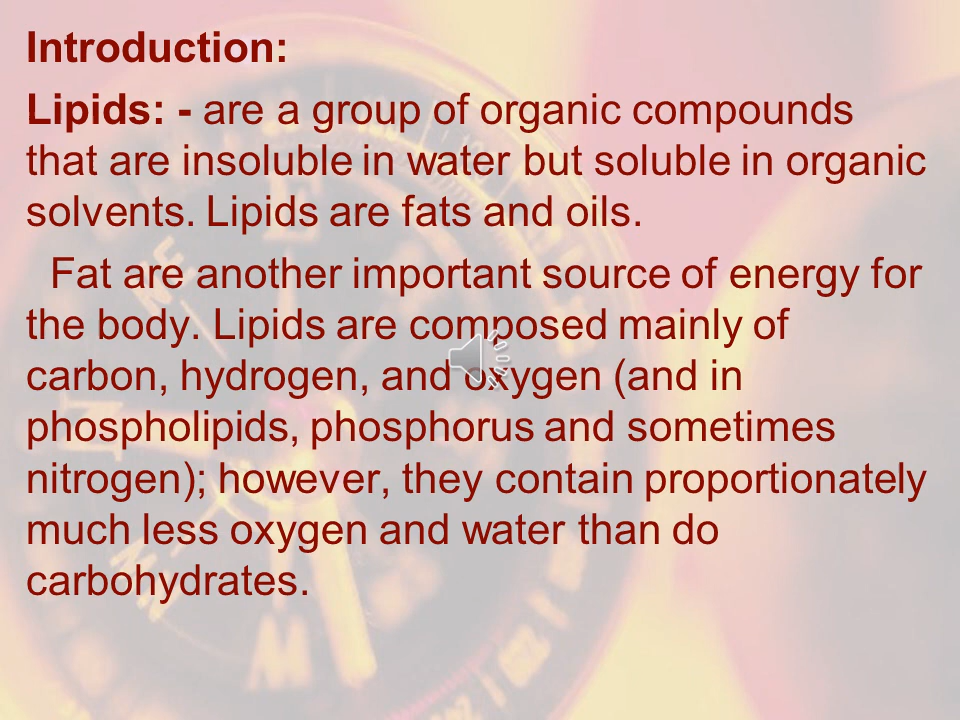 Introduction:
Lipids: - are a group of organic compounds
that are insoluble in water but soluble in organic
solvents. Lipids are fats and oils.
Fat are another important source of energy for
the body. Lipids are composed mainly of
carbon, hydrogen, and oxygen (and in
phospholipids, phosphorus and sometimes
nitrogen); however, they contain proportionately
much less oxygen and water than do
carbohydrates.